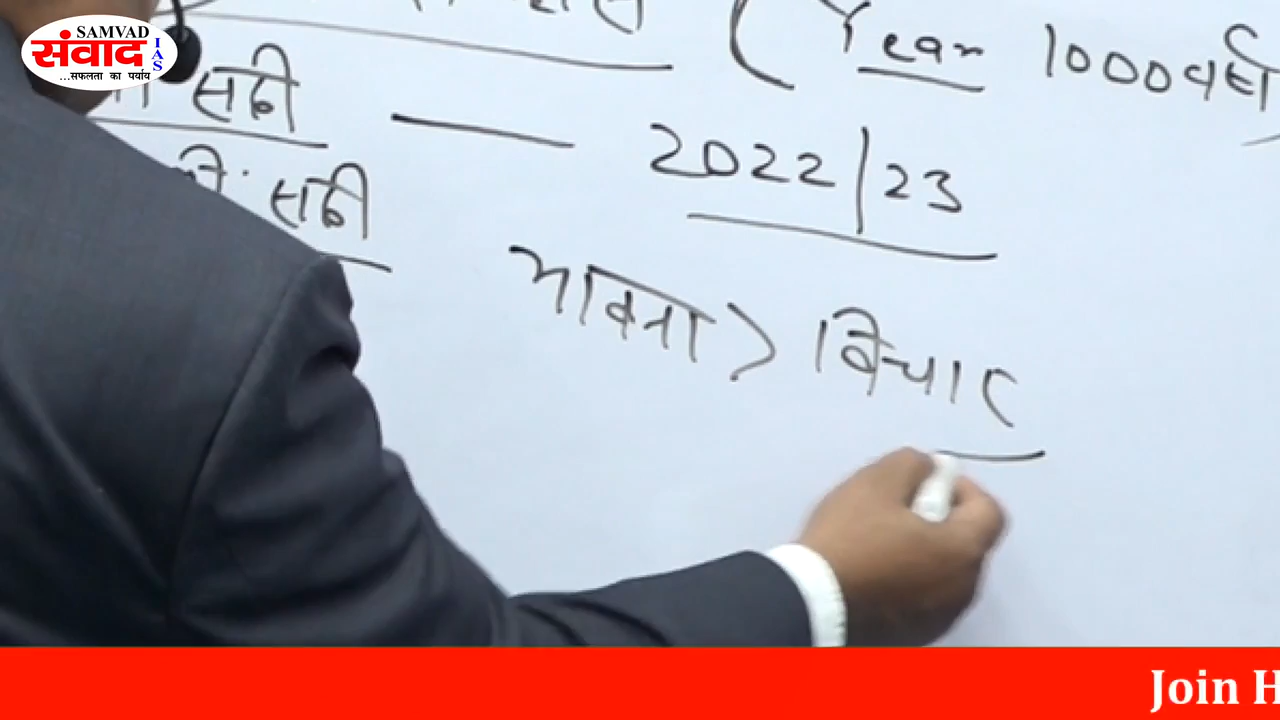 SAMVAD
संवाद
IAS
...सफलता का पर्याय
(Year 1000 वर्ष
सदी
सदी — 2022/23
भावना > विचार
Join H